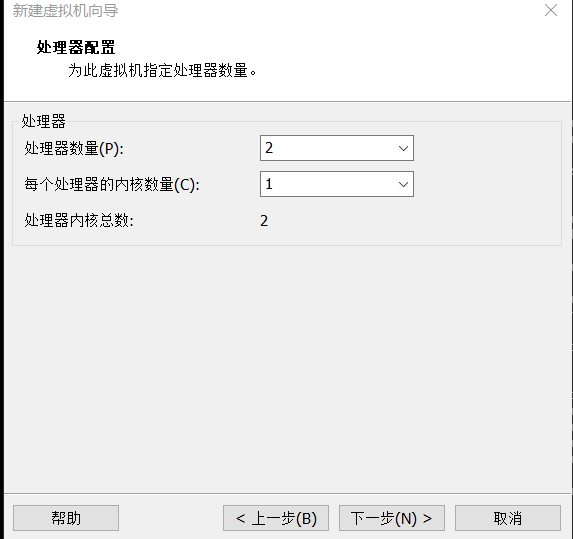 新建虚拟机向导
处理器配置
为此虚拟机指定处理器数量。
处理器
处理器数量(P): 2
每个处理器的内核数量(C): 1
处理器内核总数: 2
帮助 < 上一步(B) 下一步(N) > 取消